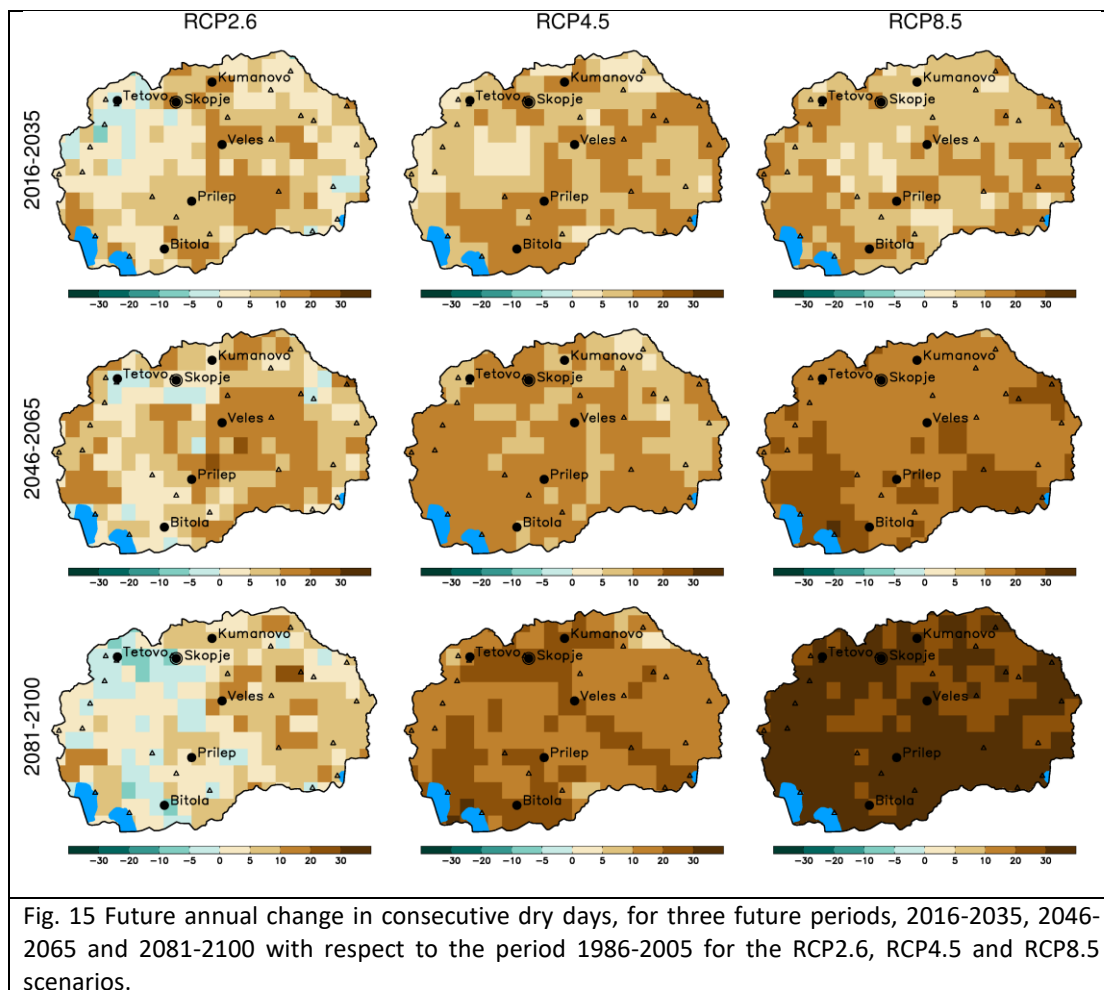 RCP2.6 RCP4.5 RCP8.5
2016-2035
Kumanovo
Tetovo
Skopje
Veles
Prilep
Bitola
-30 -20 -10 -5 0 5 10 20 30
Kumanovo
Tetovo
Skopje
Veles
Prilep
Bitola
-30 -20 -10 -5 0 5 10 20 30
Kumanovo
Tetovo
Skopje
Veles
Prilep
Bitola
-30 -20 -10 -5 0 5 10 20 30
2046-2065
Kumanovo
Tetovo
Skopje
Veles
Prilep
Bitola
-30 -20 -10 -5 0 5 10 20 30
Kumanovo
Tetovo
Skopje
Veles
Prilep
Bitola
-30 -20 -10 -5 0 5 10 20 30
Kumanovo
Tetovo
Skopje
Veles
Prilep
Bitola
-30 -20 -10 -5 0 5 10 20 30
2081-2100
Kumanovo
Tetovo
Skopje
Veles
Prilep
Bitola
-30 -20 -10 -5 0 5 10 20 30
Kumanovo
Tetovo
Skopje
Veles
Prilep
Bitola
-30 -20 -10 -5 0 5 10 20 30
Kumanovo
Tetovo
Skopje
Veles
Prilep
Bitola
-30 -20 -10 -5 0 5 10 20 30
Fig. 15 Future annual change in consecutive dry days, for three future periods, 2016-2035, 2046-
2065 and 2081-2100 with respect to the period 1986-2005 for the RCP2.6, RCP4.5 and RCP8.5
scenarios.